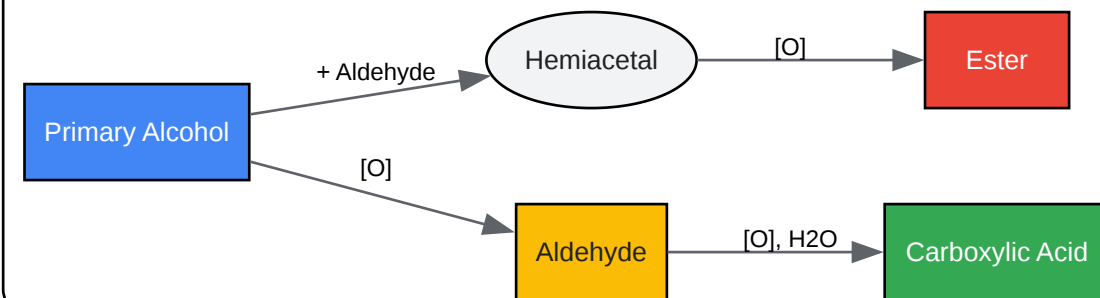 + Aldehyde
Hemiacetal
[O]
Ester
Primary Alcohol
[O]
Aldehyde
[O], H2O
Carboxylic Acid